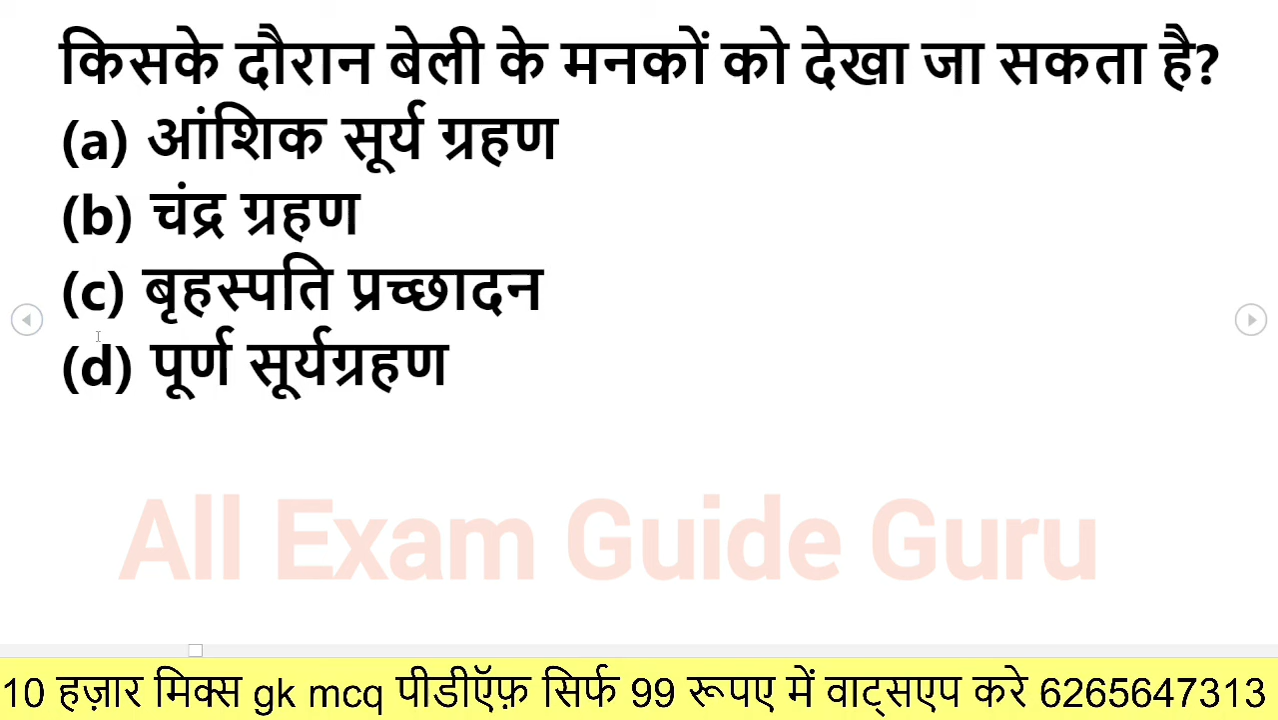 किसके दौरान बेली के मनकों को देखा जा सकता है?
(a) आंशिक सूर्य ग्रहण
(b) चंद्र ग्रहण
(c) बृहस्पति प्रच्छादन
(d) पूर्ण सूर्यग्रहण
All Exam Guide Guru
10 हज़ार मिक्स gk mcq पीडीऍफ़ सिर्फ 99 रूपए में वाट्सएप करे 6265647313